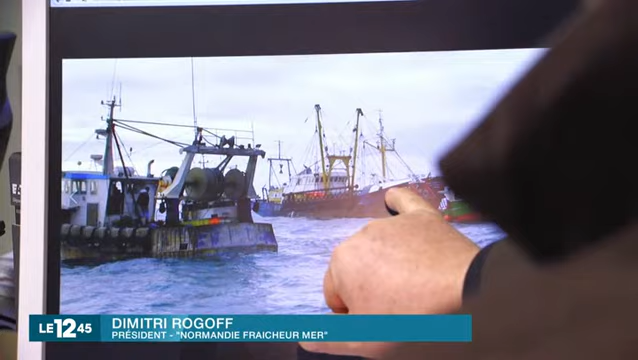 LE 12 45
DIMITRI ROGOFF
PRÉSIDENT - "NORMANDIE FRAICHEUR MER"